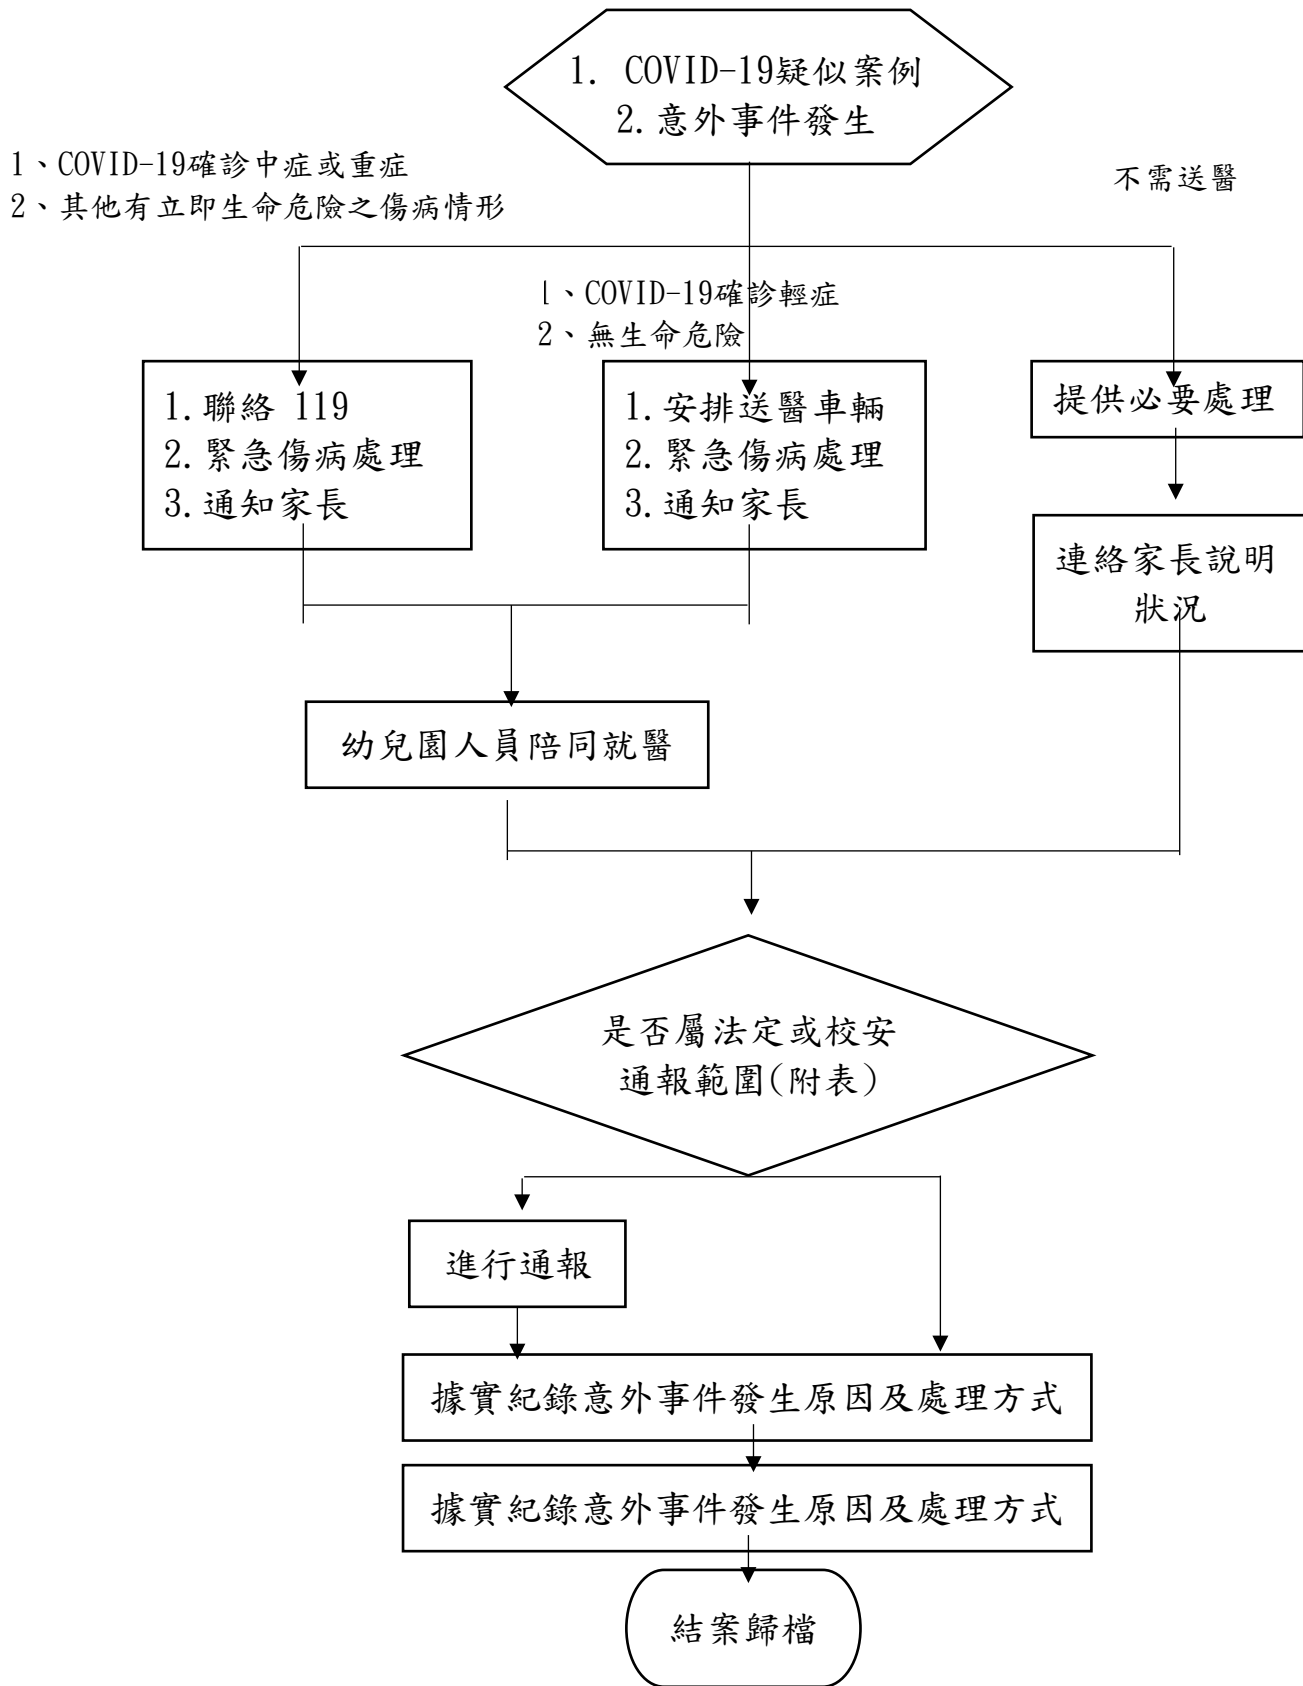 1. COVID-19疑似案例
2.意外事件發生
1、COVID-19確診中症或重症
2、其他有立即生命危險之傷病情形
不需送醫
1、COVID-19確診輕症
2、無生命危險
1.聯絡 119
2.緊急傷病處理
3.通知家長
1.安排送醫車輛
2.緊急傷病處理
3.通知家長
提供必要處理
連絡家長說明
狀況
幼兒園人員陪同就醫
是否屬法定或校安
通報範圍(附表)
進行通報
據實紀錄意外事件發生原因及處理方式
據實紀錄意外事件發生原因及處理方式
結案歸檔